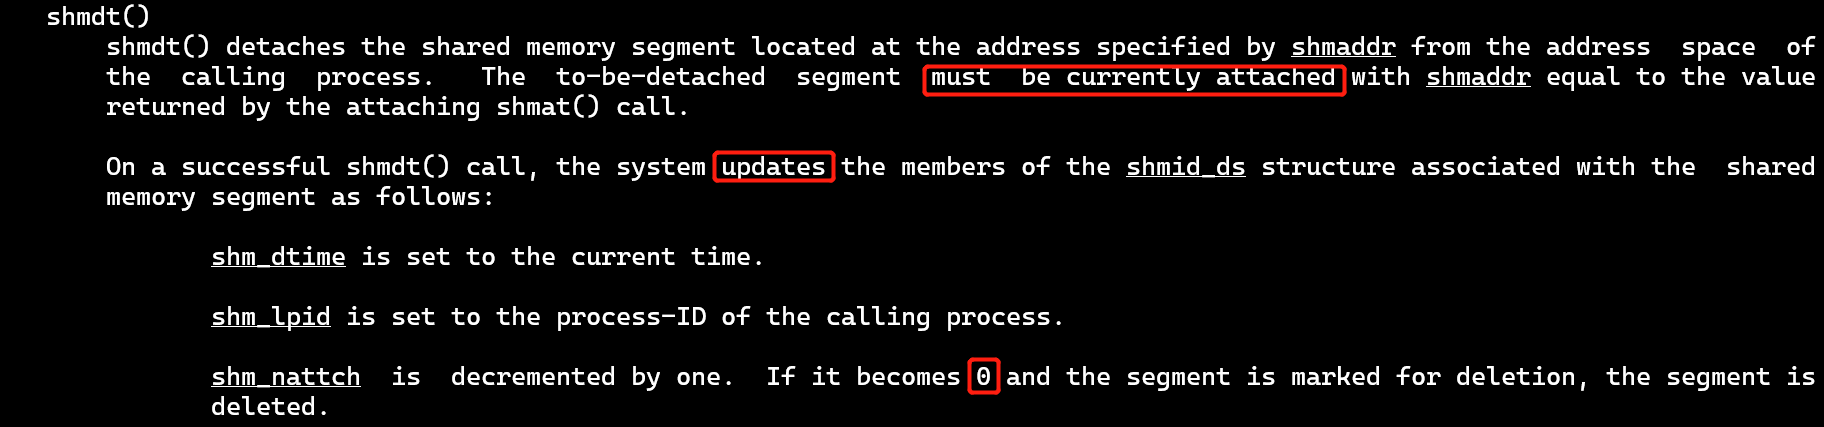 shmdt()
shmdt() detaches the shared memory segment located at the address specified by shmaddr from the address space of
the calling process. The to-be-detached segment must be currently attached with shmaddr equal to the value
returned by the attaching shmat() call.
On a successful shmdt() call, the system updates the members of the shmid_ds structure associated with the shared
memory segment as follows:
shm_dtime is set to the current time.
shm_lpid is set to the process-ID of the calling process.
shm_nattch is decremented by one. If it becomes 0 and the segment is marked for deletion, the segment is
deleted.